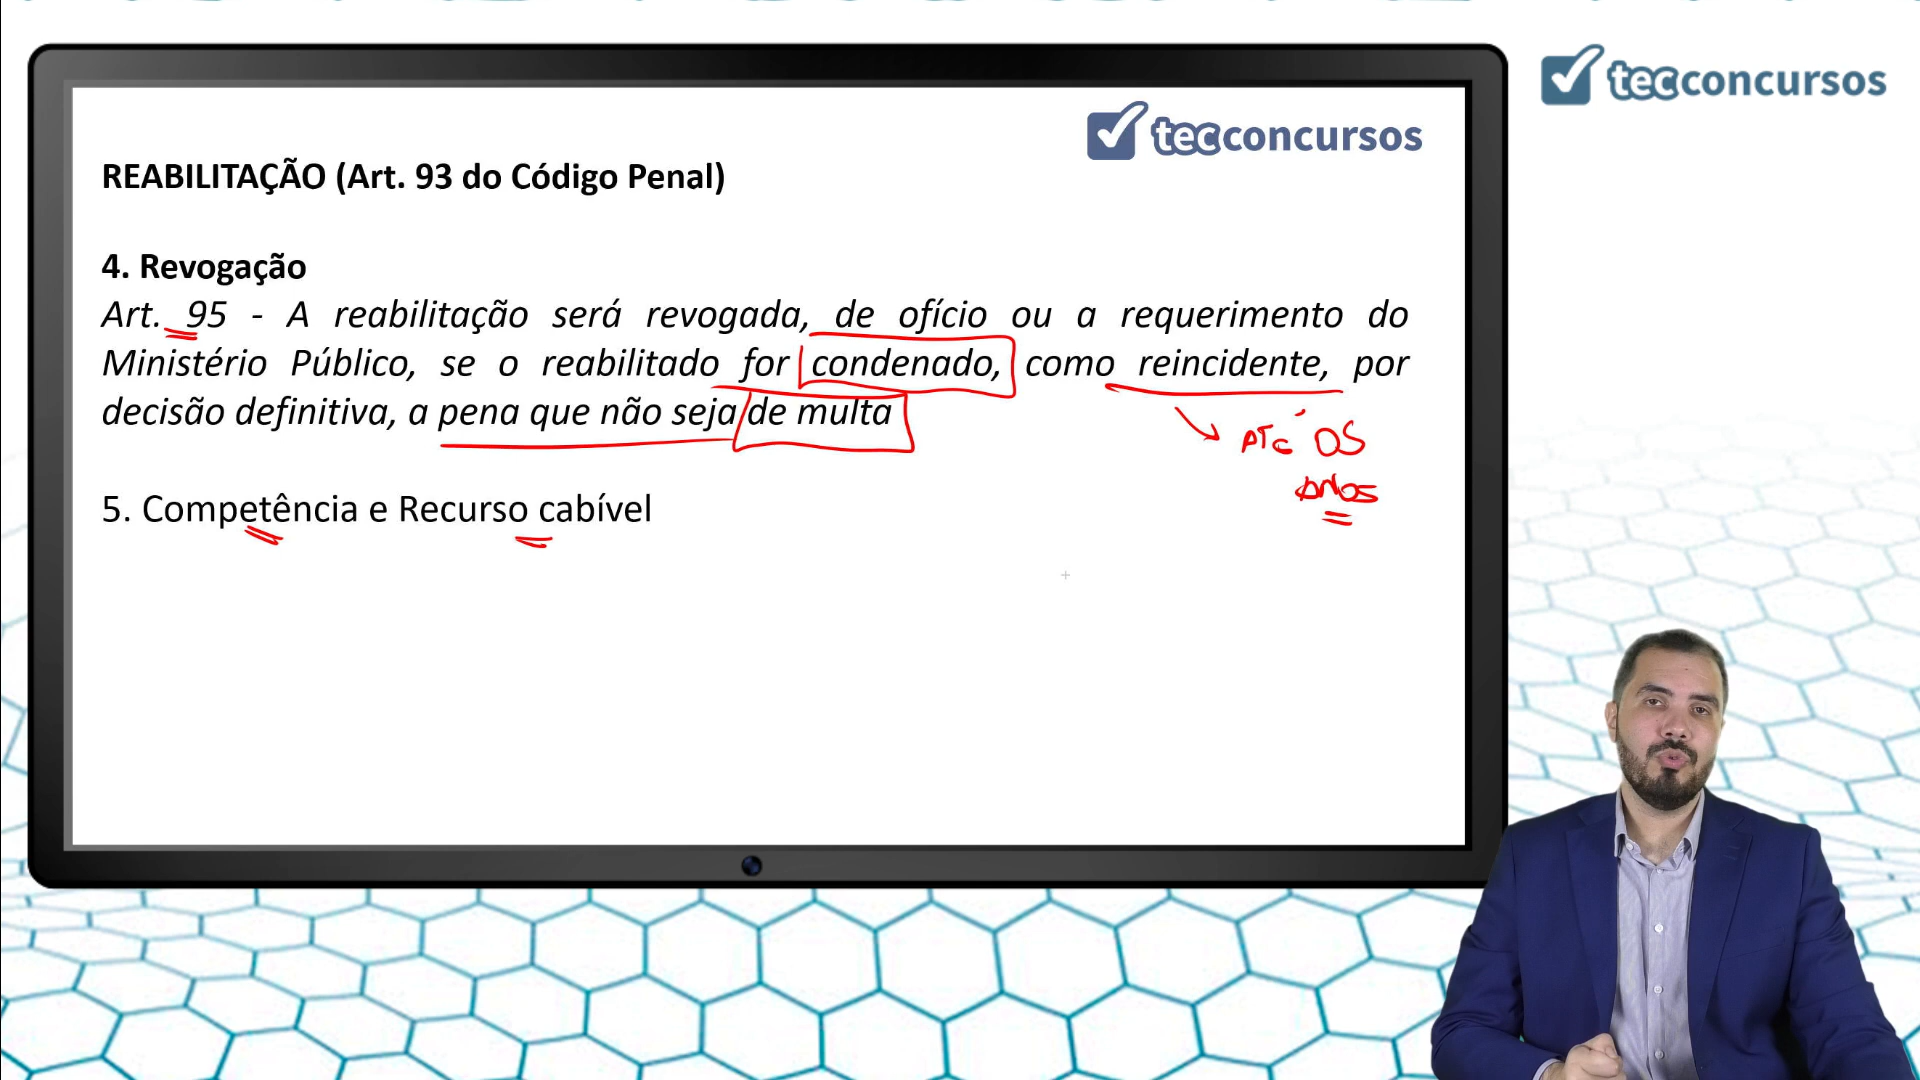 tecconcursos
tecconcursos
REABILITAÇÃO (Art. 93 do Código Penal)
4. Revogação
Art. 95 - A reabilitação será revogada, de ofício ou a requerimento do
Ministério Público, se o reabilitado for condenado, como reincidente, por
decisão definitiva, a pena que não seja de multa
ATÉ 05
ANOS
5. Competência e Recurso cabível